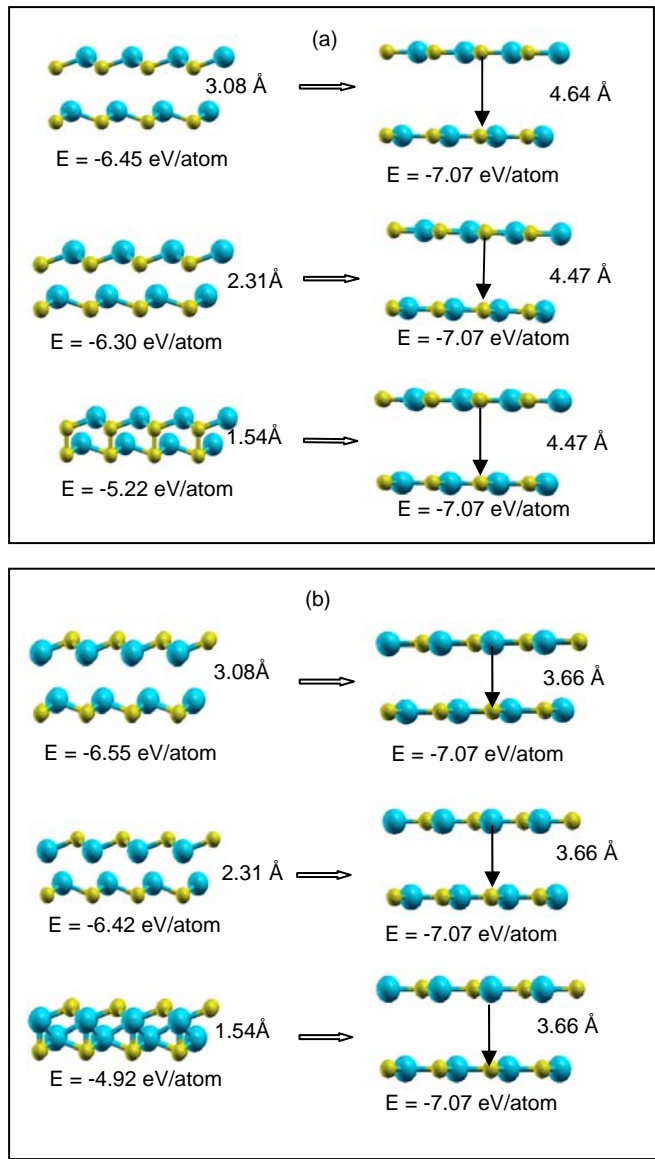 (a)
3.08 Å
4.64 Å
E = -6.45 eV/atom
E = -7.07 eV/atom
2.31Å
4.47 Å
E = -6.30 eV/atom
E = -7.07 eV/atom
1.54Å
4.47 Å
E = -5.22 eV/atom
E = -7.07 eV/atom
(b)
3.08Å
3.66 Å
E = -6.55 eV/atom
E = -7.07 eV/atom
2.31 Å
3.66 Å
E = -6.42 eV/atom
E = -7.07 eV/atom
1.54Å
3.66 Å
E = -4.92 eV/atom
E = -7.07 eV/atom